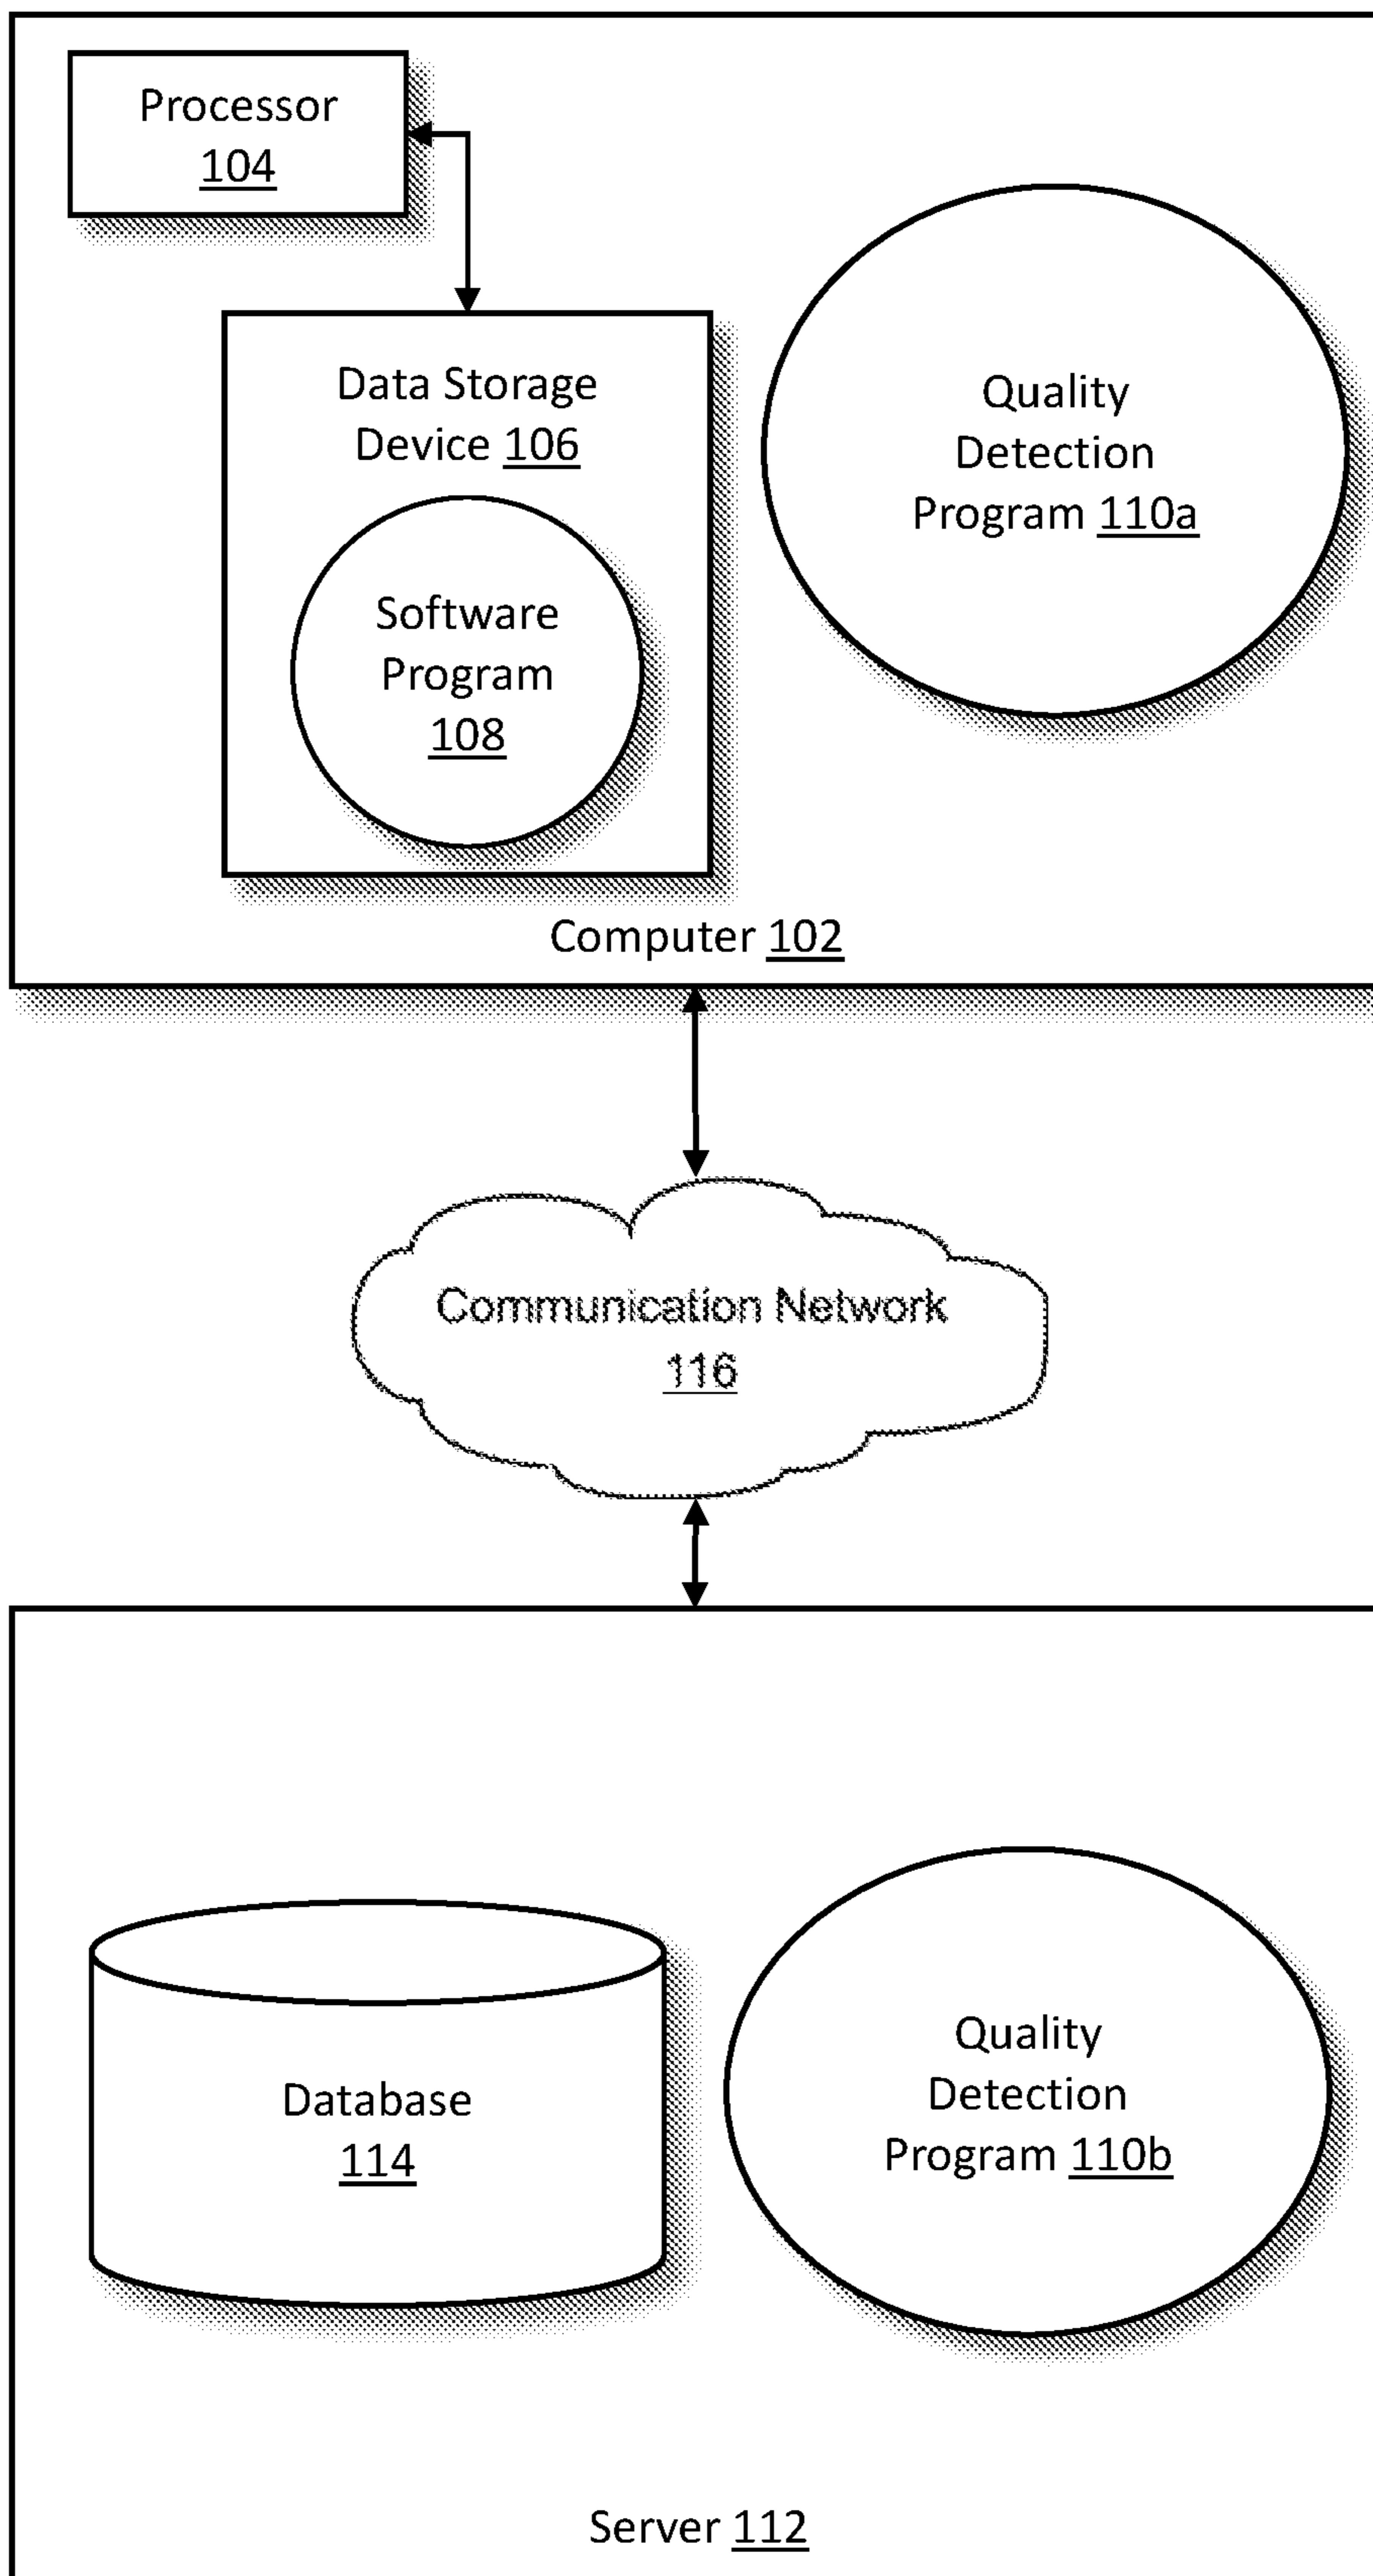 Processor
104
Data Storage
Device 106
Software
Program
108
Quality
Detection
Program 110a
Computer 102
Communication Network
116
Database
114
Quality
Detection
Program 110b
Server 112